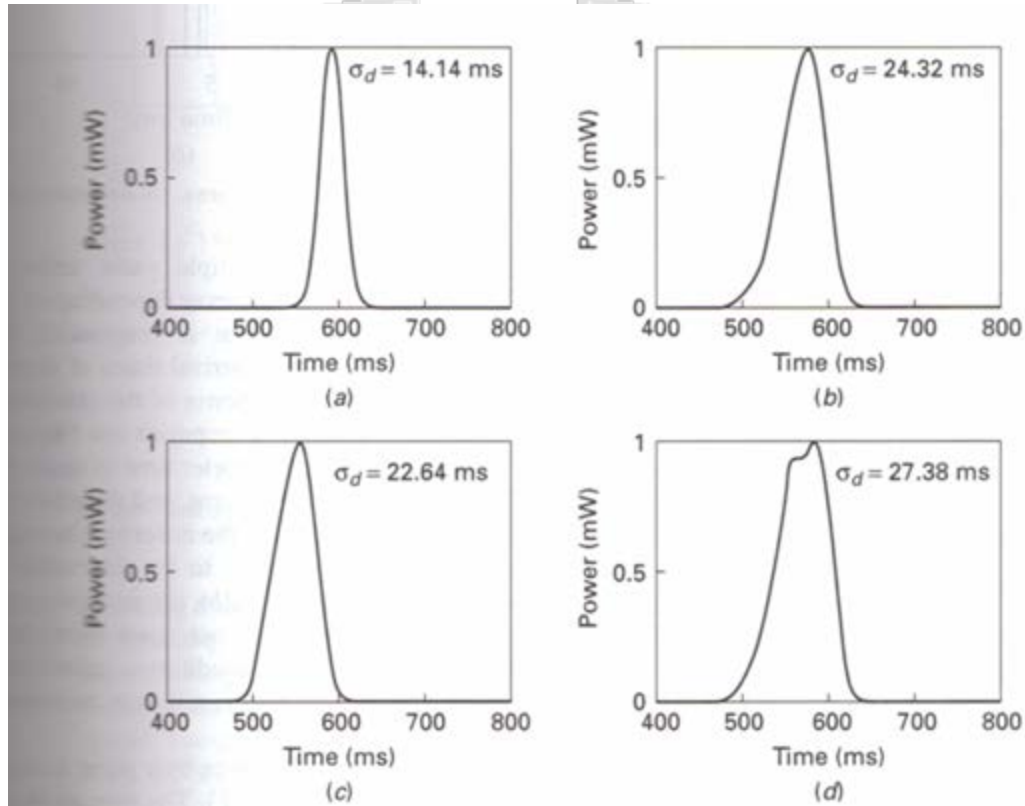 1
σd = 14.14 ms
Power (mW)
0.5
0
400 500 600 700 800
Time (ms)
(a)
1
σd = 24.32 ms
Power (mW)
0.5
0
400 500 600 700 800
Time (ms)
(b)
1
σd = 22.64 ms
Power (mW)
0.5
0
400 500 600 700 800
Time (ms)
(c)
1
σd = 27.38 ms
Power (mW)
0.5
0
400 500 600 700 800
Time (ms)
(d)